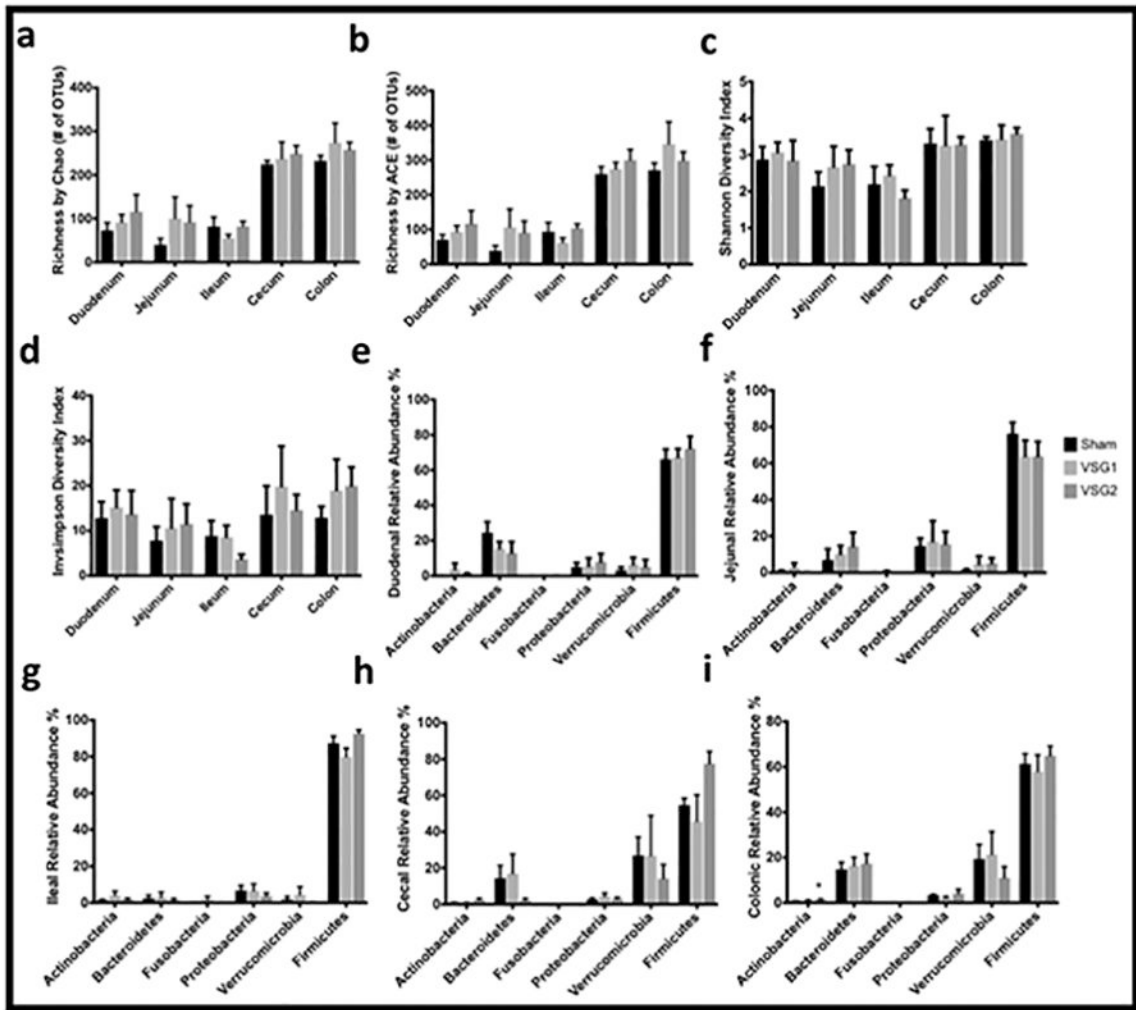 a
Richness by Chao (# of OTUs)
400
300
200
100
0
Duodenum
Jejunum
Ileum
Cecum
Colon
b
Richness by ACE (# of OTUs)
500
400
300
200
100
0
Duodenum
Jejunum
Ileum
Cecum
Colon
c
Shannon Diversity Index
5
4
3
2
1
0
Duodenum
Jejunum
Ileum
Cecum
Colon
d
Invsimpson Diversity Index
40
30
20
10
0
Duodenum
Jejunum
Ileum
Cecum
Colon
e
Duodenal Relative Abundance %
100
80
60
40
20
0
Actinobacteria
Bacteroidetes
Fusobacteria
Proteobacteria
Verrucomicrobia
Firmicutes
f
Jejunal Relative Abundance %
100
80
60
40
20
0
Actinobacteria
Bacteroidetes
Fusobacteria
Proteobacteria
Verrucomicrobia
Firmicutes
Sham
VSG1
VSG2
g
Ileal Relative Abundance %
100
80
60
40
20
0
Actinobacteria
Bacteroidetes
Fusobacteria
Proteobacteria
Verrucomicrobia
Firmicutes
h
Cecal Relative Abundance %
100
80
60
40
20
0
Actinobacteria
Bacteroidetes
Fusobacteria
Proteobacteria
Verrucomicrobia
Firmicutes
i
Colonic Relative Abundance %
80
60
40
20
0
*
Actinobacteria
Bacteroidetes
Fusobacteria
Proteobacteria
Verrucomicrobia
Firmicutes